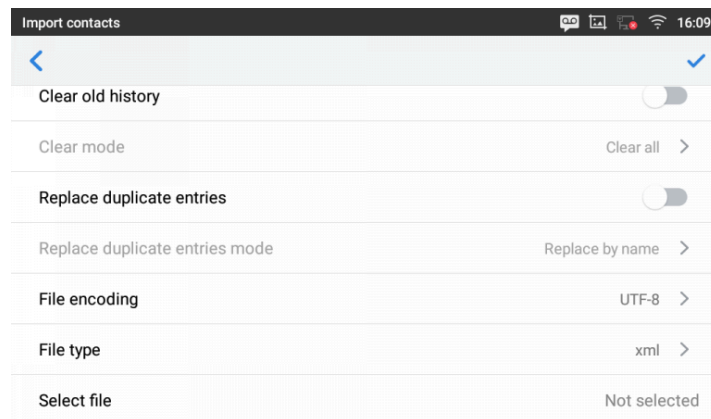 Import contacts 16:09
Clear old history
Clear mode Clear all
Replace duplicate entries
Replace duplicate entries mode Replace by name
File encoding UTF-8
File type xml
Select file Not selected